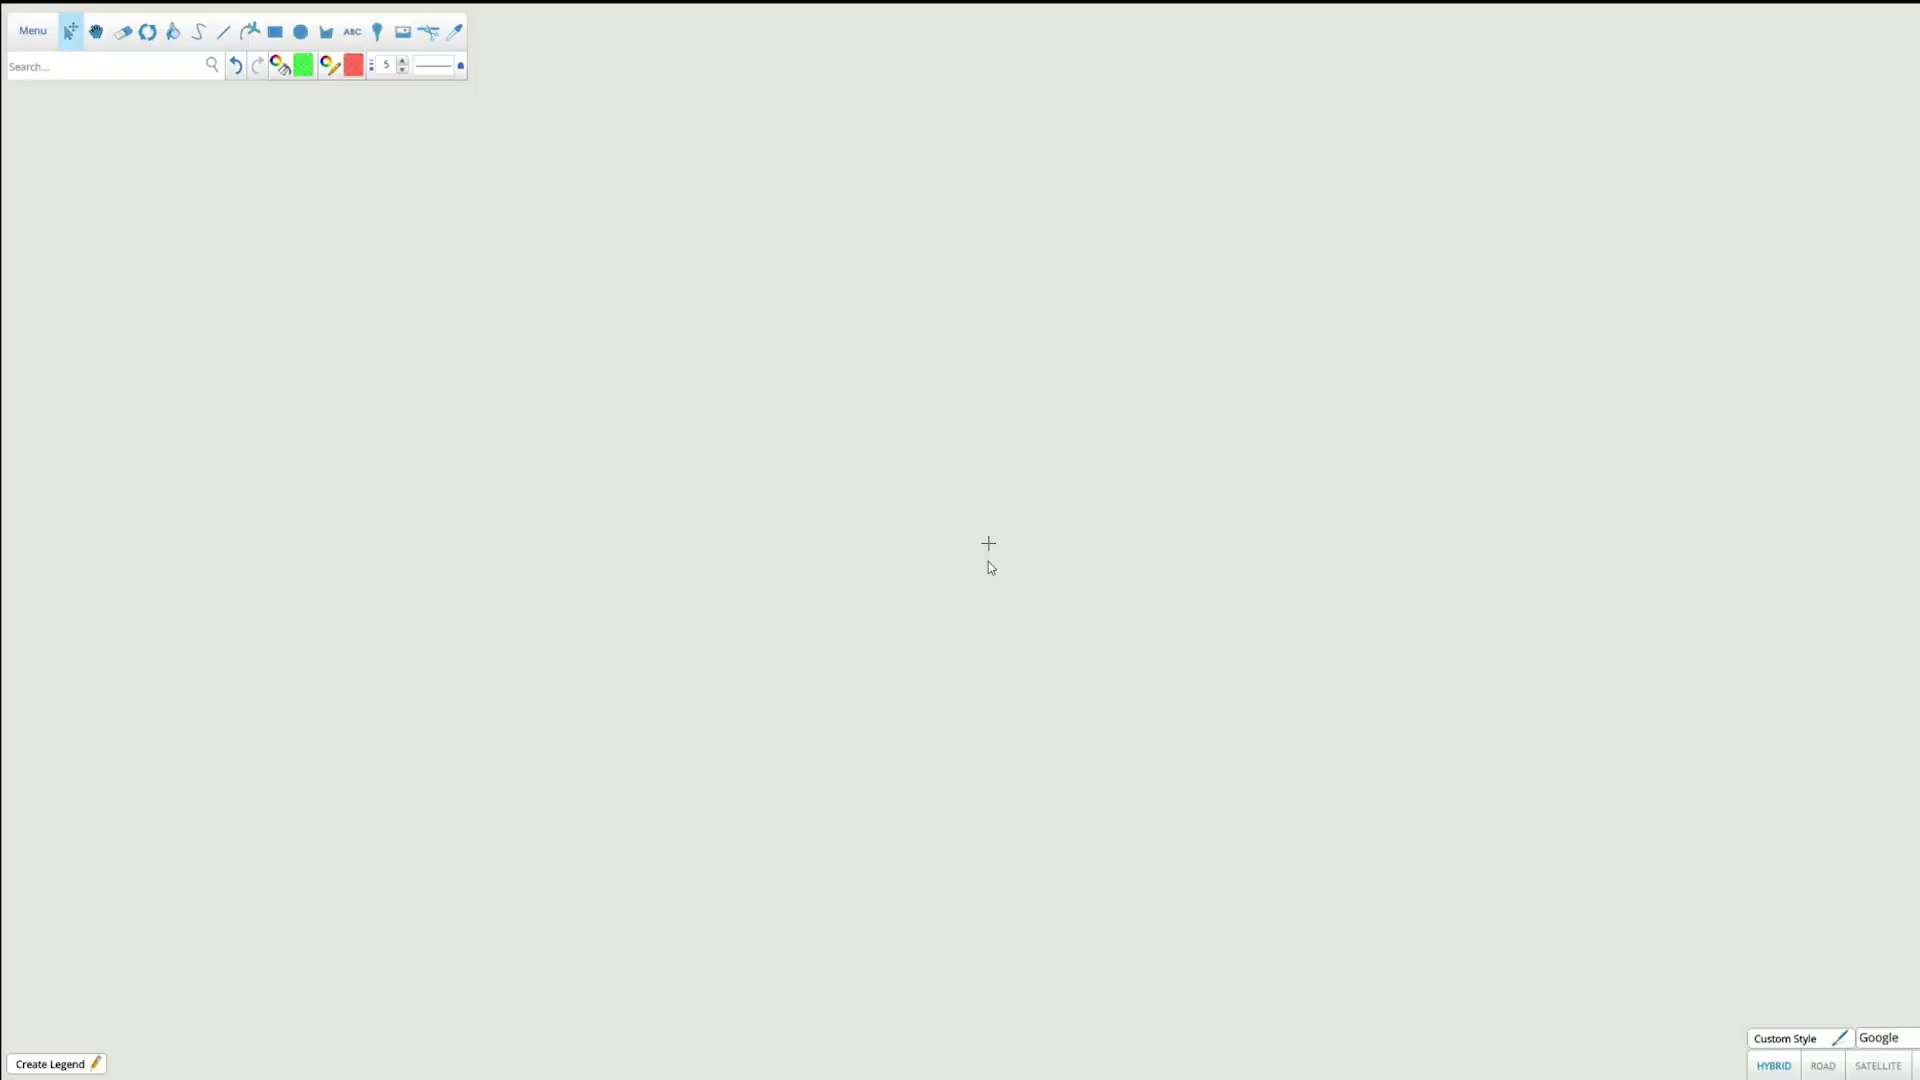 Menu
ABC
Search...
5
Custom Style
Google
HYBRID
ROAD
SATELLITE
Create Legend